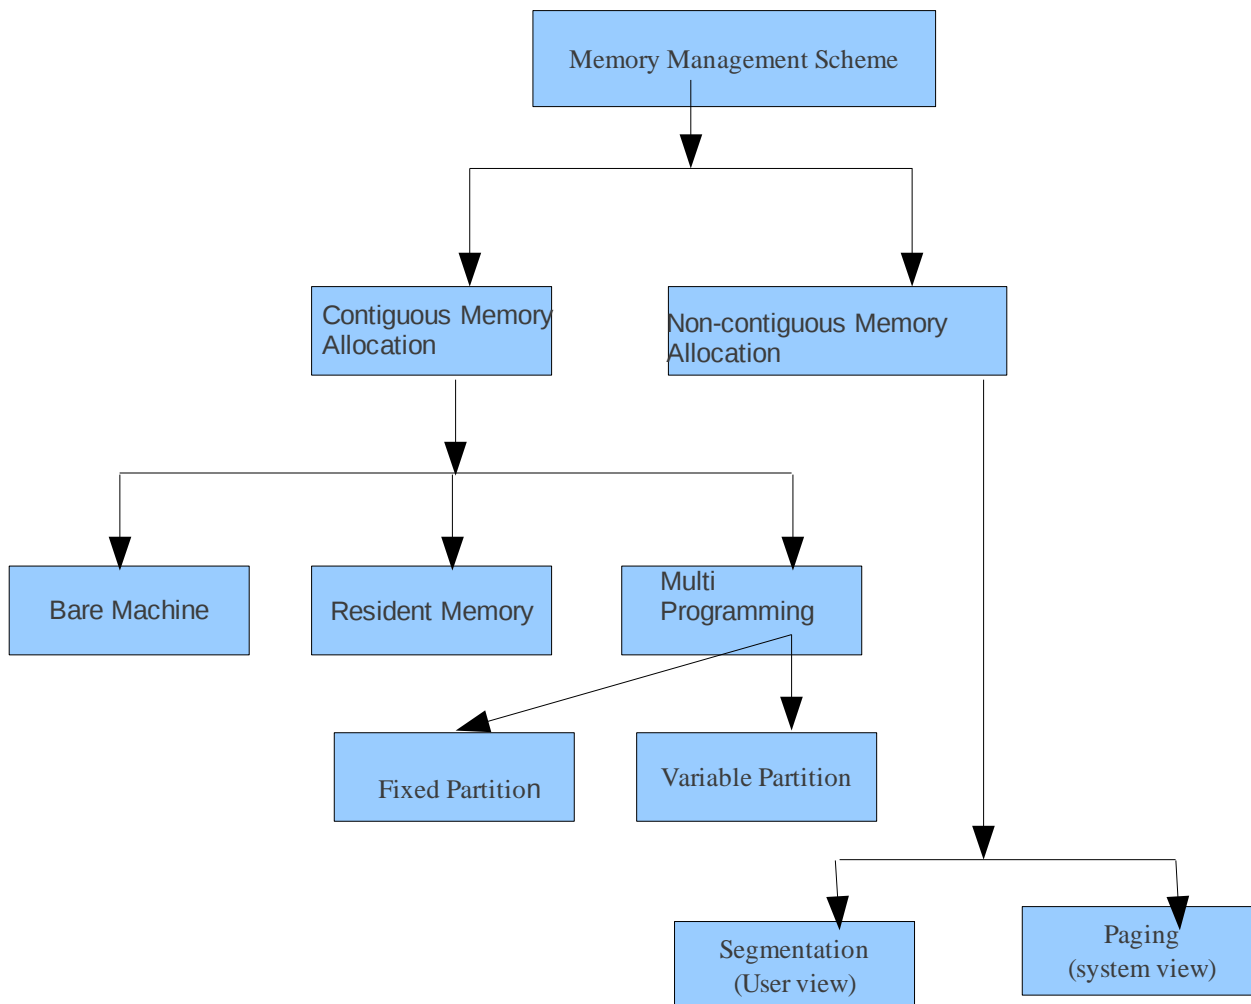 Memory Management Scheme
Contiguous Memory
Allocation
Non-contiguous Memory
Allocation
Bare Machine
Resident Memory
Multi
Programming
Fixed Partition
Variable Partition
Segmentation
(User view)
Paging
(system view)